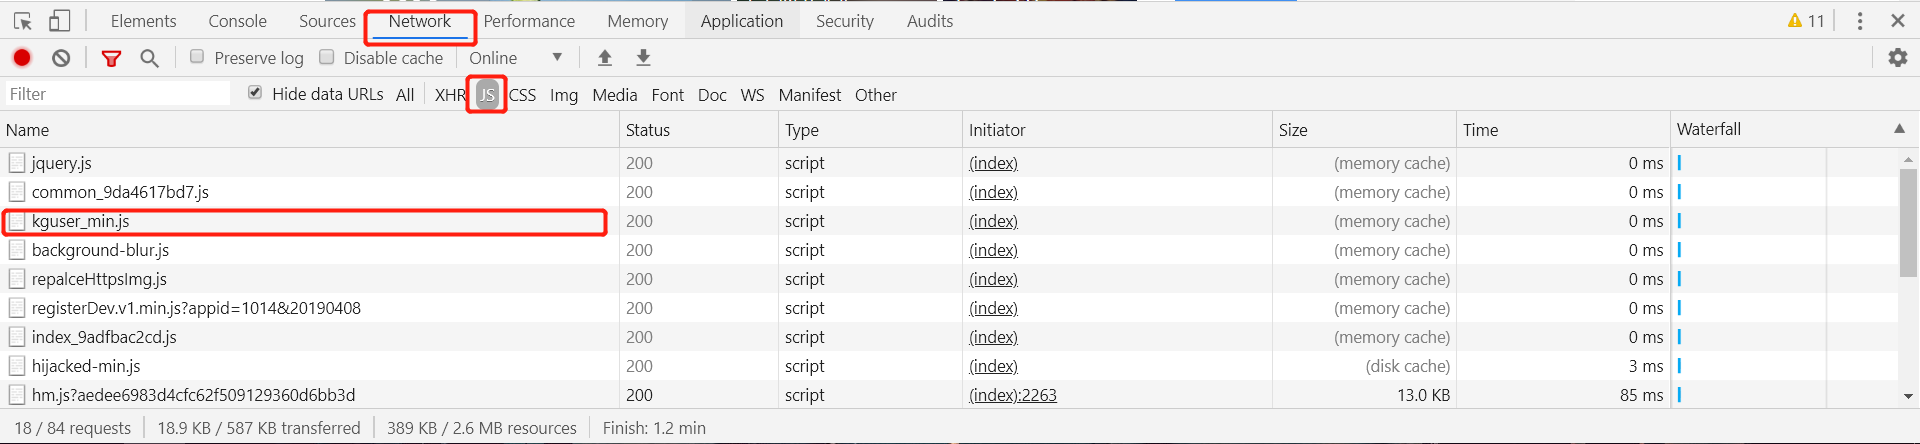 Elements Console Sources Network Performance Memory Application Security Audits 11
Preserve log Disable cache Online
Filter Hide data URLs All XHR JS CSS Img Media Font Doc WS Manifest Other
Name Status Type Initiator Size Time Waterfall
jquery.js 200 script (index) (memory cache) 0 ms
common_9da4617bd7.js 200 script (index) (memory cache) 0 ms
kguser_min.js 200 script (index) (memory cache) 0 ms
background-blur.js 200 script (index) (memory cache) 0 ms
repalceHttpsImg.js 200 script (index) (memory cache) 0 ms
registerDev.v1.min.js?appid=1014&20190408 200 script (index) (memory cache) 0 ms
index_9adfbac2cd.js 200 script (index) (memory cache) 0 ms
hijacked-min.js 200 script (index) (disk cache) 3 ms
hm.js?aedee6983d4cfc62f509129360d6bb3d 200 script (index):2263 13.0 KB 85 ms
18 / 84 requests 18.9 KB / 587 KB transferred 389 KB / 2.6 MB resources Finish: 1.2 min